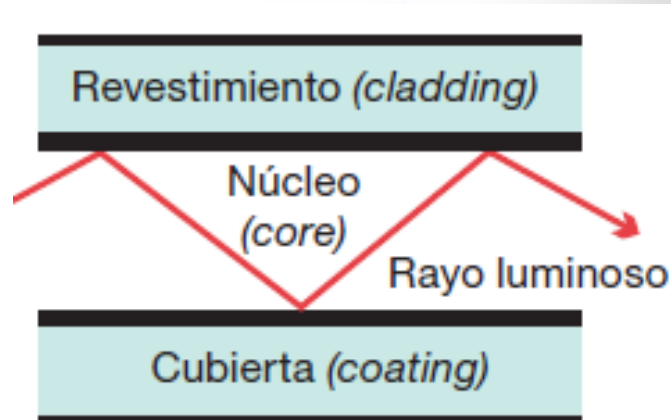 Revestimiento (cladding)
Núcleo
(core)
Rayo luminoso
Cubierta (coating)